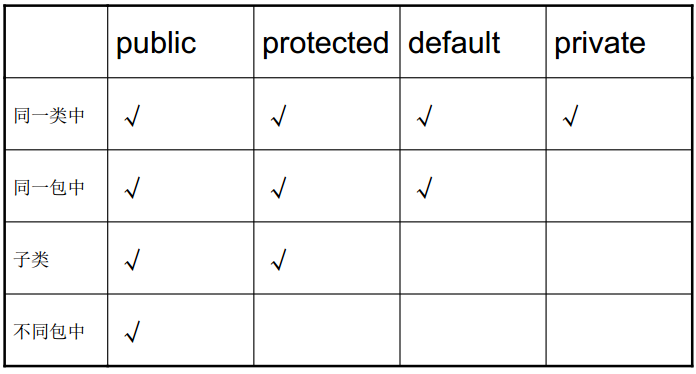 public protected default private
同一类中 √ √ √ √
同一包中 √ √ √
子类 √ √
不同包中 √